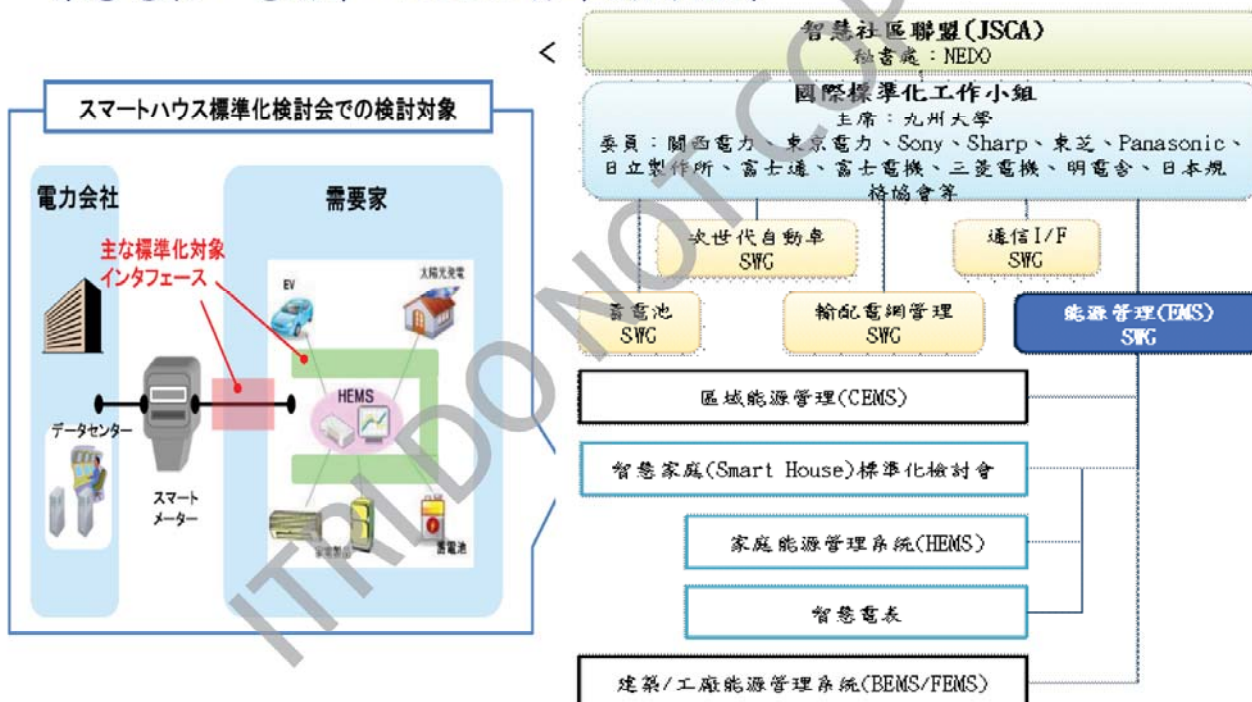 スマートハウス標準化検討会での検討対象
電力会社
需要家
主な標準化対象
インタフェース
EV
太陽光発電
HEMS
データセンター
スマート
メーター
蓄電池
<
智慧社區聯盟(JSCA)
秘書處：NEDO
國際標準化工作小組
主席：九州大學
委員：關西電力、東京電力、Sony、Sharp、東芝、Panasonic、
日立製作所、富士通、富士電機、三菱電機、明電舍、日本規
格協會等
次世代自動車
SWG
通信I/F
SWG
蓄電池
SWG
輸配電網管理
SWG
能源管理(EMS)
SWG
區域能源管理(CEMS)
智慧家庭(Smart House)標準化檢討會
家庭能源管理系統(HEMS)
智慧電表
建築/工廠能源管理系統(BEMS/FEMS)
ITRI DO NOT COP